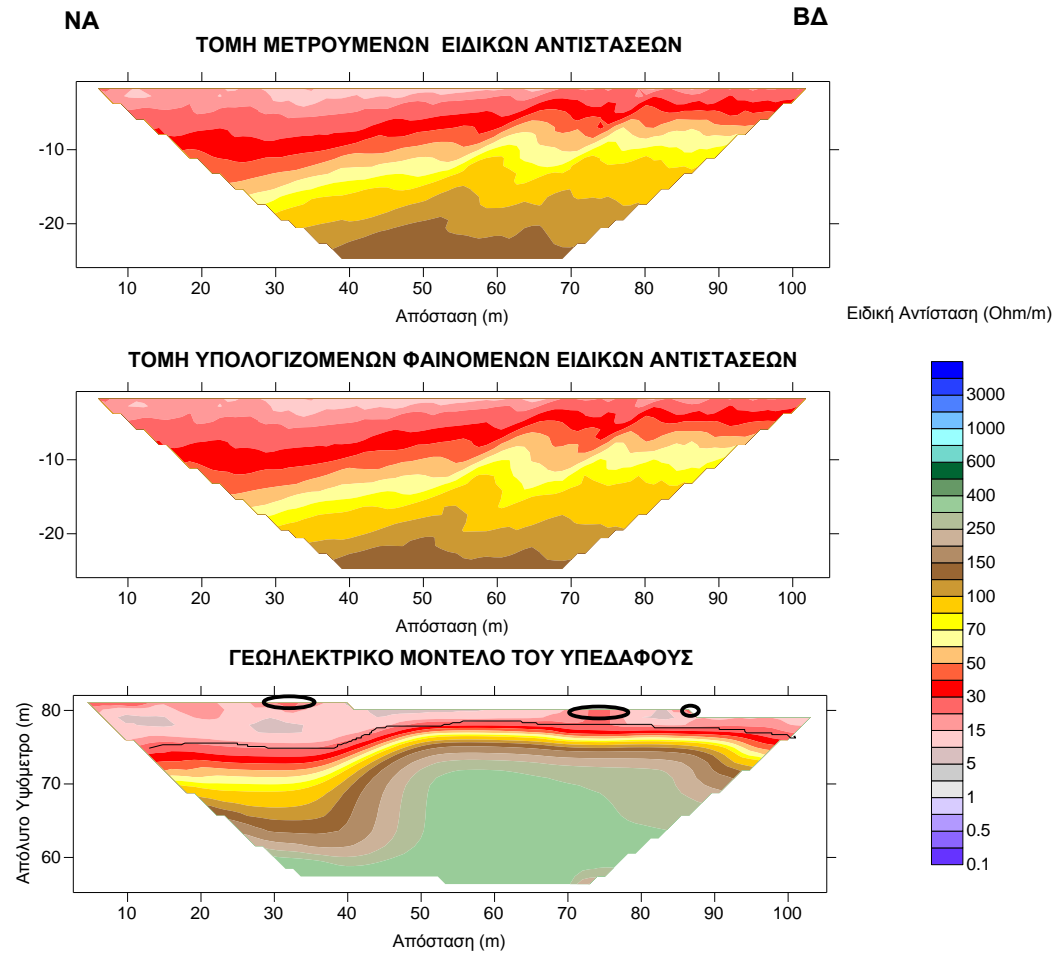 ΝΑ
ΒΔ
ΤΟΜΗ ΜΕΤΡΟΥΜΕΝΩΝ ΕΙΔΙΚΩΝ ΑΝΤΙΣΤΑΣΕΩΝ
-10
-20
10 20 30 40 50 60 70 80 90 100
Απόσταση (m)
Ειδική Αντίσταση (Ohm/m)
ΤΟΜΗ ΥΠΟΛΟΓΙΖΟΜΕΝΩΝ ΦΑΙΝΟΜΕΝΩΝ ΕΙΔΙΚΩΝ ΑΝΤΙΣΤΑΣΕΩΝ
-10
-20
10 20 30 40 50 60 70 80 90 100
Απόσταση (m)
ΓΕΩΗΛΕΚΤΡΙΚΟ ΜΟΝΤΕΛΟ ΤΟΥ ΥΠΕΔΑΦΟΥΣ
Απόλυτο Υψόμετρο (m)
80
70
60
10 20 30 40 50 60 70 80 90 100
Απόσταση (m)
3000
1000
600
400
250
150
100
70
50
30
15
5
1
0.5
0.1